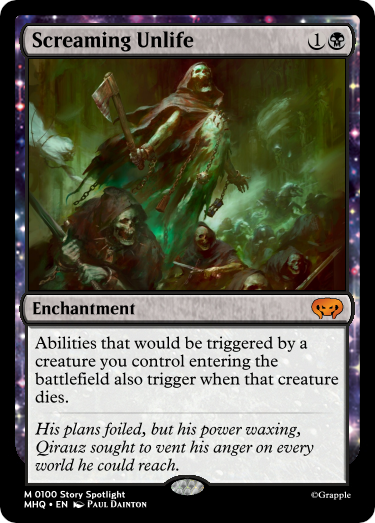 Screaming Unlife 1
Enchantment
Abilities that would be triggered by a
creature you control entering the
battlefield also trigger when that creature
dies.
His plans foiled, but his power waxing,
Qirauz sought to vent his anger on every
world he could reach.
M 0100 Story Spotlight
MHQ • EN Paul Dainton
©Grapple